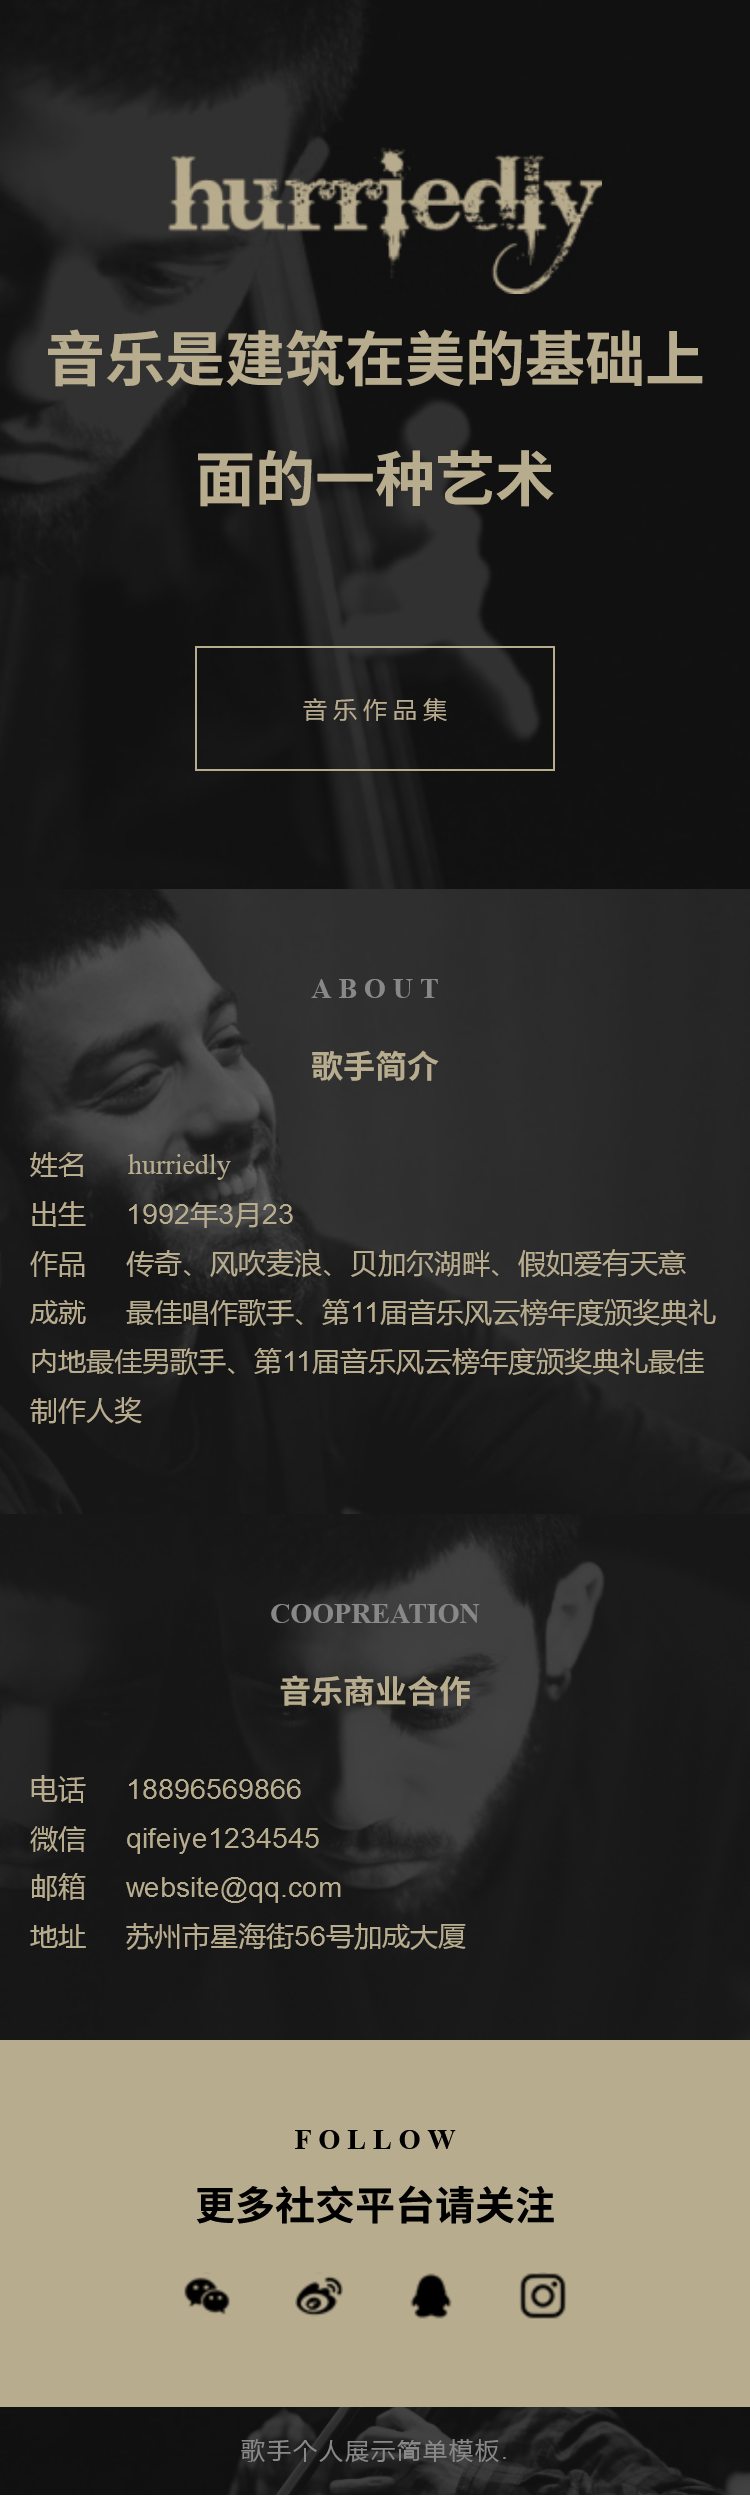 hurriedly
音乐是建筑在美的基础上
面的一种艺术
音乐作品集
ABOUT
歌手简介
姓名 hurriedly
出生 1992年3月23
作品 传奇、风吹麦浪、贝加尔湖畔、假如爱有天意
成就 最佳唱作歌手、第11届音乐风云榜年度颁奖典礼
内地最佳男歌手、第11届音乐风云榜年度颁奖典礼最佳
制作人奖
COOPREATION
音乐商业合作
电话 18896569866
微信 qifeiye1234545
邮箱 website@qq.com
地址 苏州市星海街56号加成大厦
FOLLOW
更多社交平台请关注
歌手个人展示简单模板.